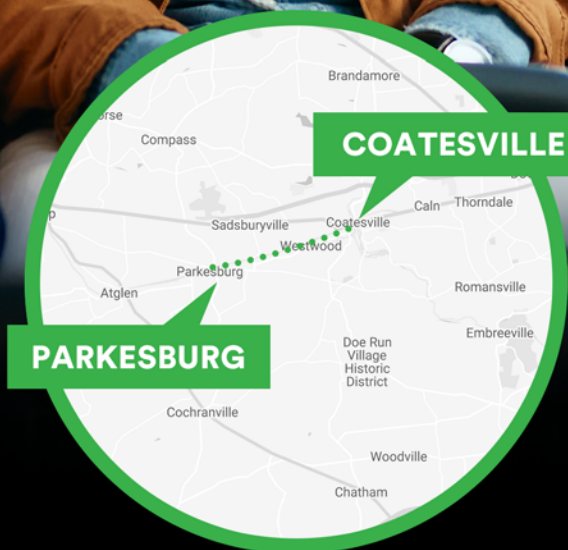 Brandamore
Compass
COATESVILLE
Caln
Thorndale
Sadsburyville
Coatesville
Westwood
Parkesburg
Atglen
Romansville
Embreeville
PARKESBURG
Doe Run
Village
Historic
District
Cochranville
Woodville
Chatham